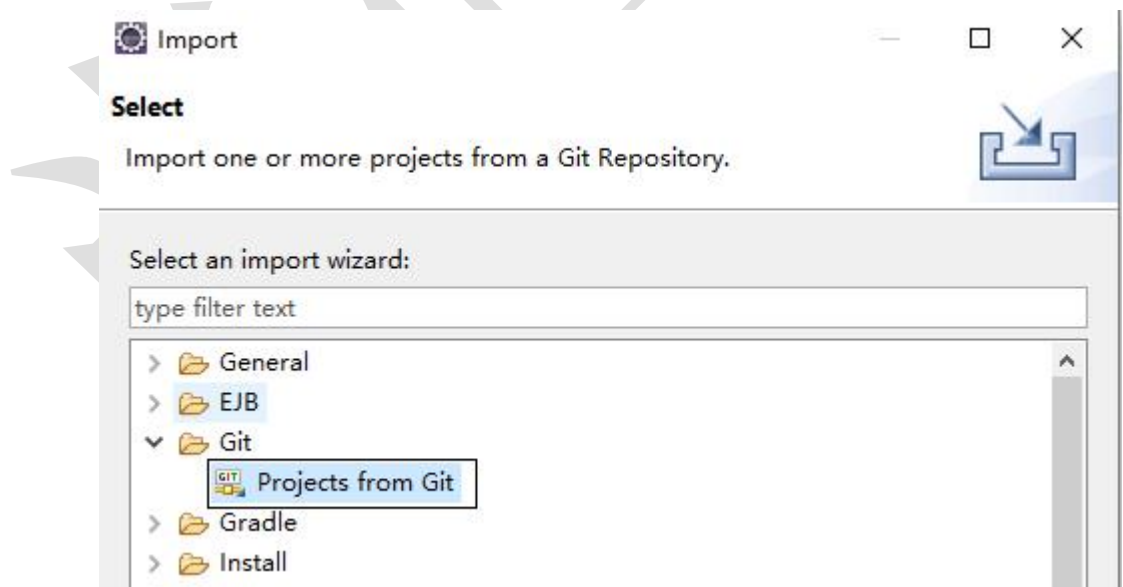 Import
Select
Import one or more projects from a Git Repository.
Select an import wizard:
type filter text
General
EJB
Git
GIT Projects from Git
Gradle
Install